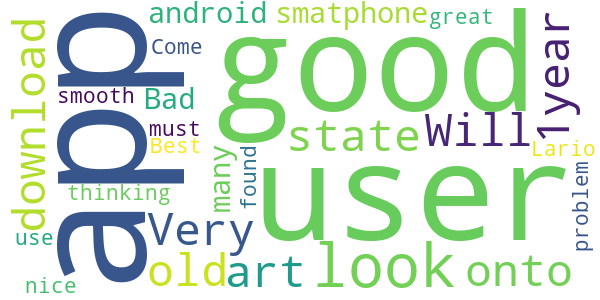 android
smatphone
great
good
app
download
Come
1year
smooth
Bad
must
Best
state
Will
Lario
user
many
found
thinking
problem
Very
use
old
art
look
onto
nice